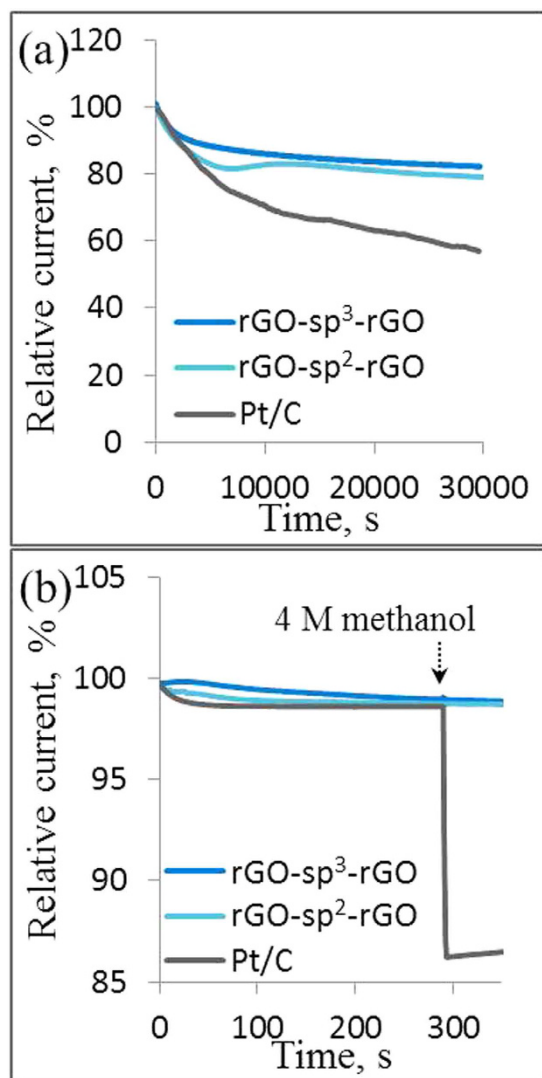 (a)
120
100
80
60
40
20
0
Relative current, %
rGO-sp³-rGO
rGO-sp²-rGO
Pt/C
0 10000 20000 30000
Time, s
(b)
105
100
95
90
85
Relative current, %
4 M methanol
rGO-sp³-rGO
rGO-sp²-rGO
Pt/C
0 100 200 300
Time, s